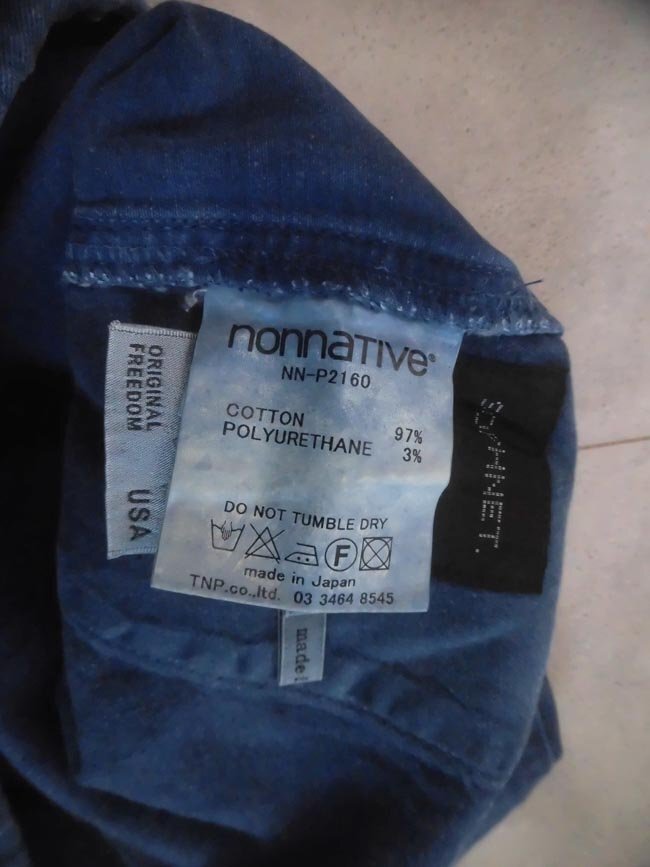 nonnative®
NN-P2160
COTTON 97%
POLYURETHANE 3%
DO NOT TUMBLE DRY
F
made in Japan
TNP.co.,ltd. 03 3464 8545
ORIGINAL
FREEDOM
USA
made